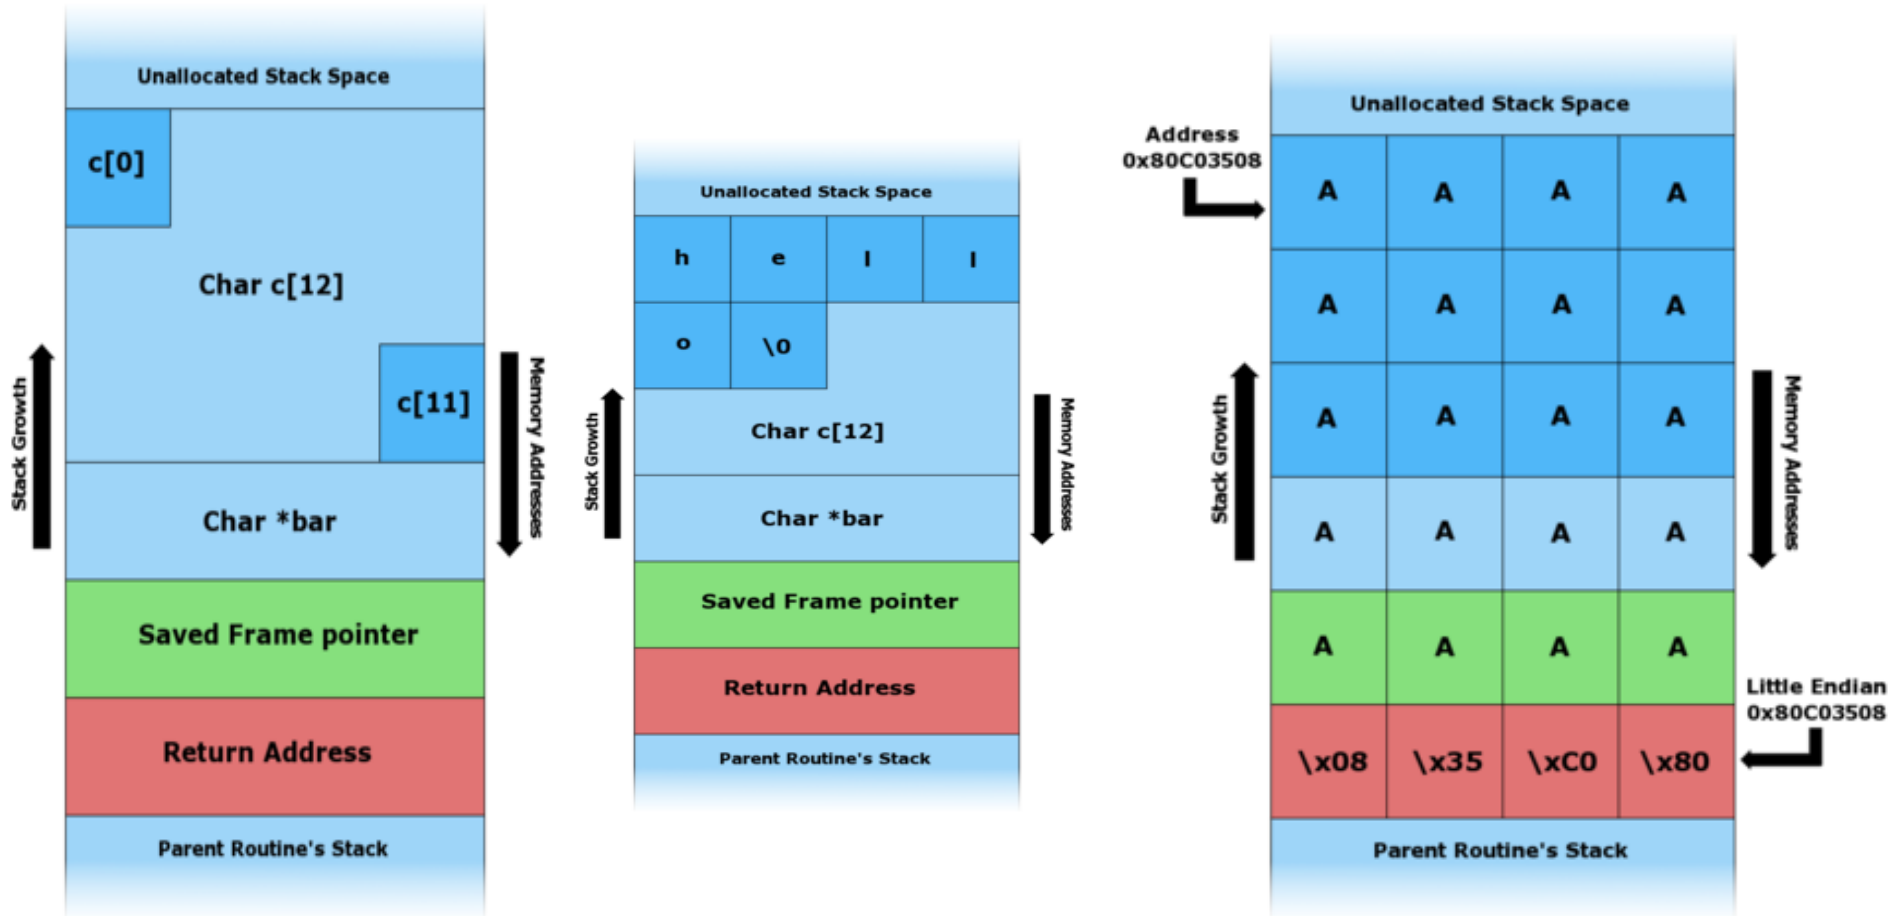 Unallocated Stack Space
c[0]
Char c[12]
c[11]
Char *bar
Saved Frame pointer
Return Address
Parent Routine's Stack
Stack Growth
Memory Addresses
Unallocated Stack Space
h e l l
o \0
Char c[12]
Char *bar
Saved Frame pointer
Return Address
Parent Routine's Stack
Stack Growth
Memory Addresses
Address
0x80C03508
Unallocated Stack Space
A A A A
A A A A
A A A A
A A A A
A A A A
\x08 \x35 \xC0 \x80
Parent Routine's Stack
Stack Growth
Memory Addresses
Little Endian
0x80C03508